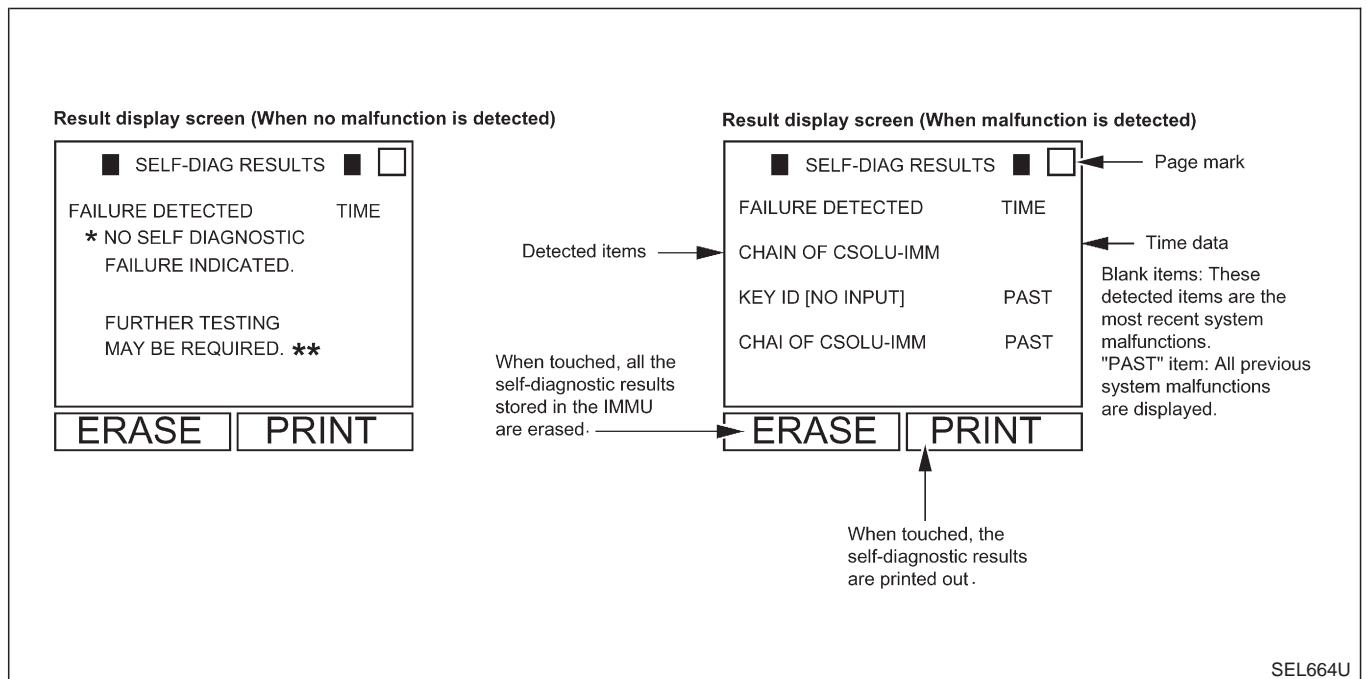 Result display screen (When no malfunction is detected)
SELF-DIAG RESULTS
FAILURE DETECTED TIME
* NO SELF DIAGNOSTIC
FAILURE INDICATED.
FURTHER TESTING
MAY BE REQUIRED. **
ERASE PRINT
Result display screen (When malfunction is detected)
SELF-DIAG RESULTS
Page mark
FAILURE DETECTED TIME
Detected items
CHAIN OF CSOLU-IMM
Time data
KEY ID [NO INPUT] PAST
CHAI OF CSOLU-IMM PAST
Blank items: These
detected items are the
most recent system
malfunctions.
"PAST" item: All previous
system malfunctions
are displayed.
When touched, all the
self-diagnostic results
stored in the IMMU
are erased.
ERASE PRINT
When touched, the
self-diagnostic results
are printed out.
SEL664U